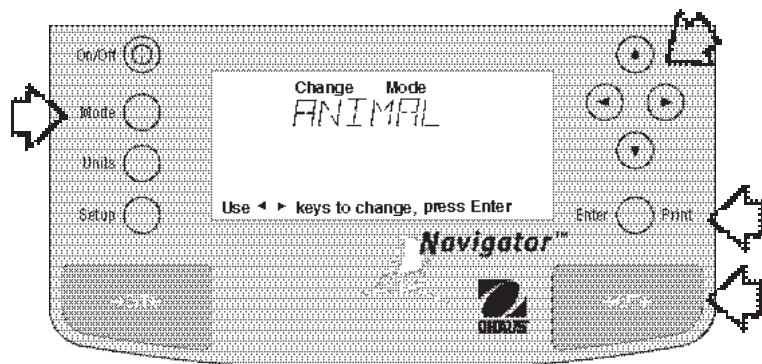 On/Off
Change Mode
ANIMAL
Mode
Units
Setup
Use ◄ ► keys to change, press Enter
Enter Print
Navigator™
OHAUS